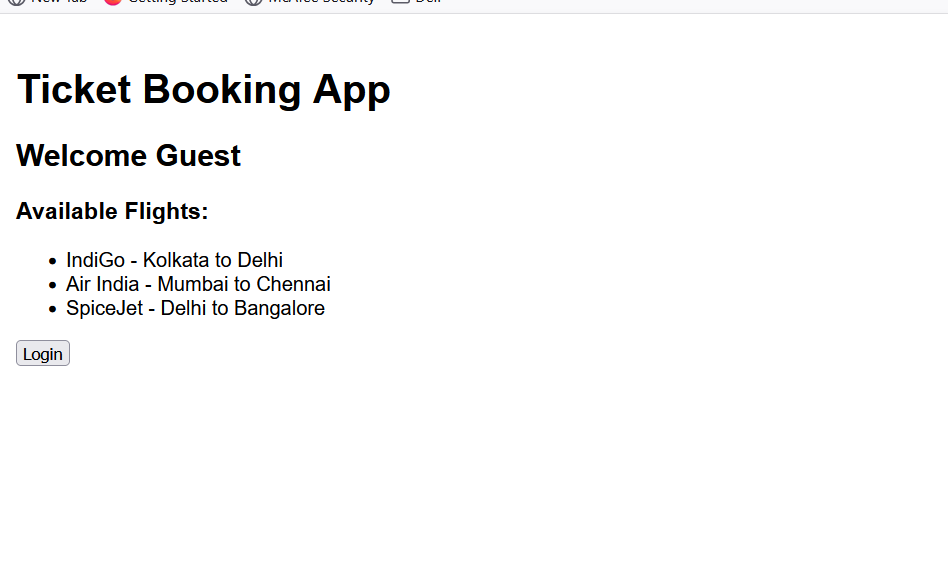 New Tab Getting Started McAfee Security Dell
Ticket Booking App
Welcome Guest
Available Flights:
IndiGo - Kolkata to Delhi
Air India - Mumbai to Chennai
SpiceJet - Delhi to Bangalore
Login